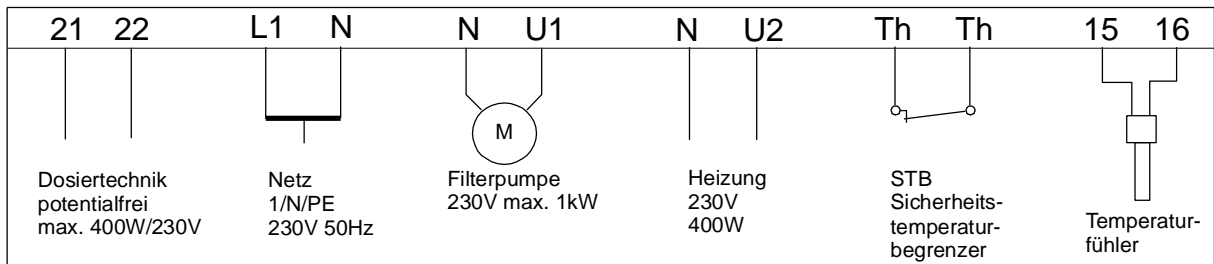 21 22 L1 N N U1 N U2 Th Th 15 16
M
Dosiertechnik
potentialfrei
max. 400W/230V
Netz
1/N/PE
230V 50Hz
Filterpumpe
230V max. 1kW
Heizung
230V
400W
STB
Sicherheits-
temperatur-
begrenzer
Temperatur-
fühler